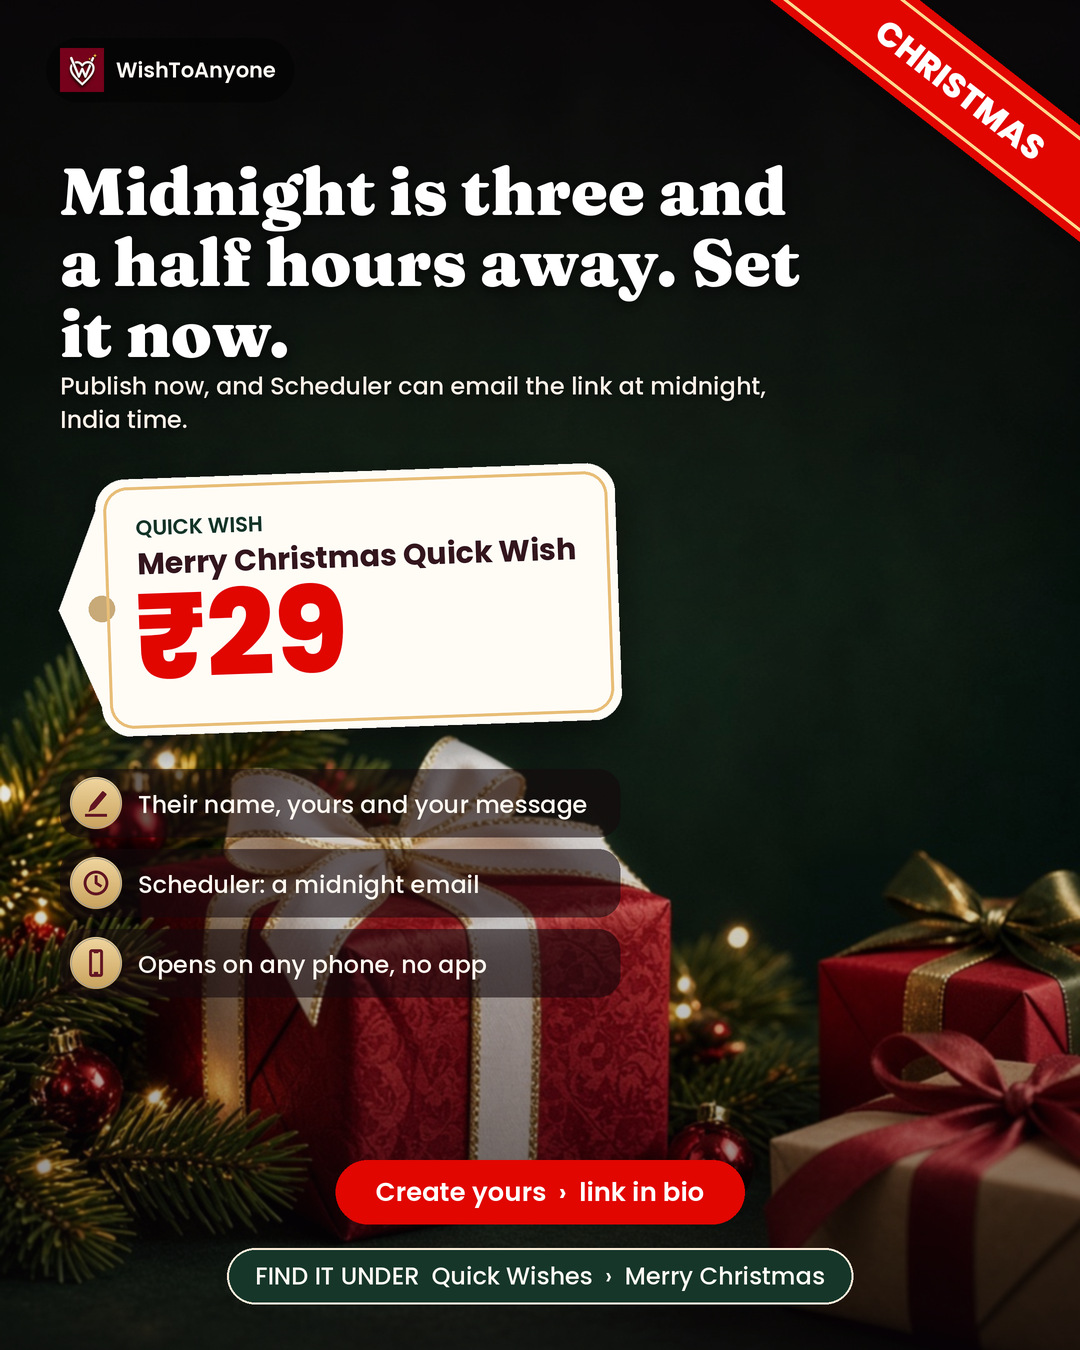 WishToAnyone
CHRISTMAS
Midnight is three and
a half hours away. Set
it now.
Publish now, and Scheduler can email the link at midnight,
India time.
QUICK WISH
Merry Christmas Quick Wish
₹29
Their name, yours and your message
Scheduler: a midnight email
Opens on any phone, no app
Create yours › link in bio
FIND IT UNDER Quick Wishes › Merry Christmas